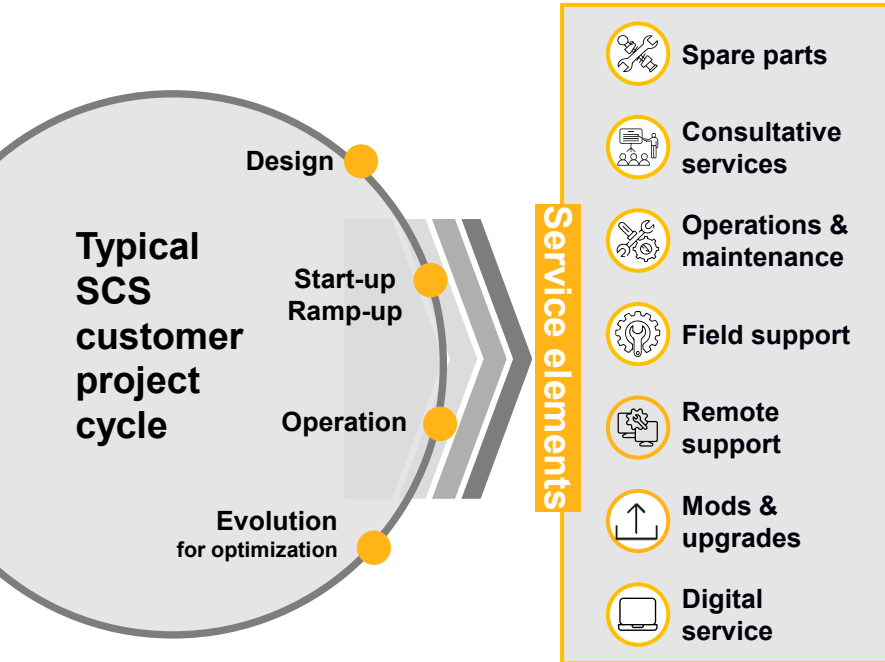 Typical
SCS
customer
project
cycle
Design
Start-up
Ramp-up
Operation
Evolution
for optimization
Service elements
Spare parts
Consultative
services
Operations &
maintenance
Field support
Remote
support
Mods &
upgrades
Digital
service